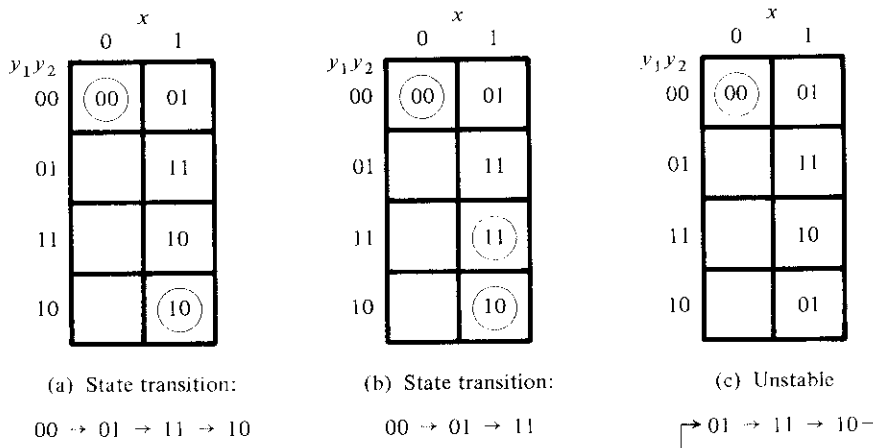 x x x
0 1 0 1 0 1
y1y2 y1y2 y1y2
00 00 01 00 00 01 00 00 01
01 11 01 11 01 11
11 10 11 11 11 10
10 10 10 10 10 01
(a) State transition: (b) State transition: (c) Unstable
00 → 01 → 11 → 10 00 → 01 → 11 → 01 → 11 → 10